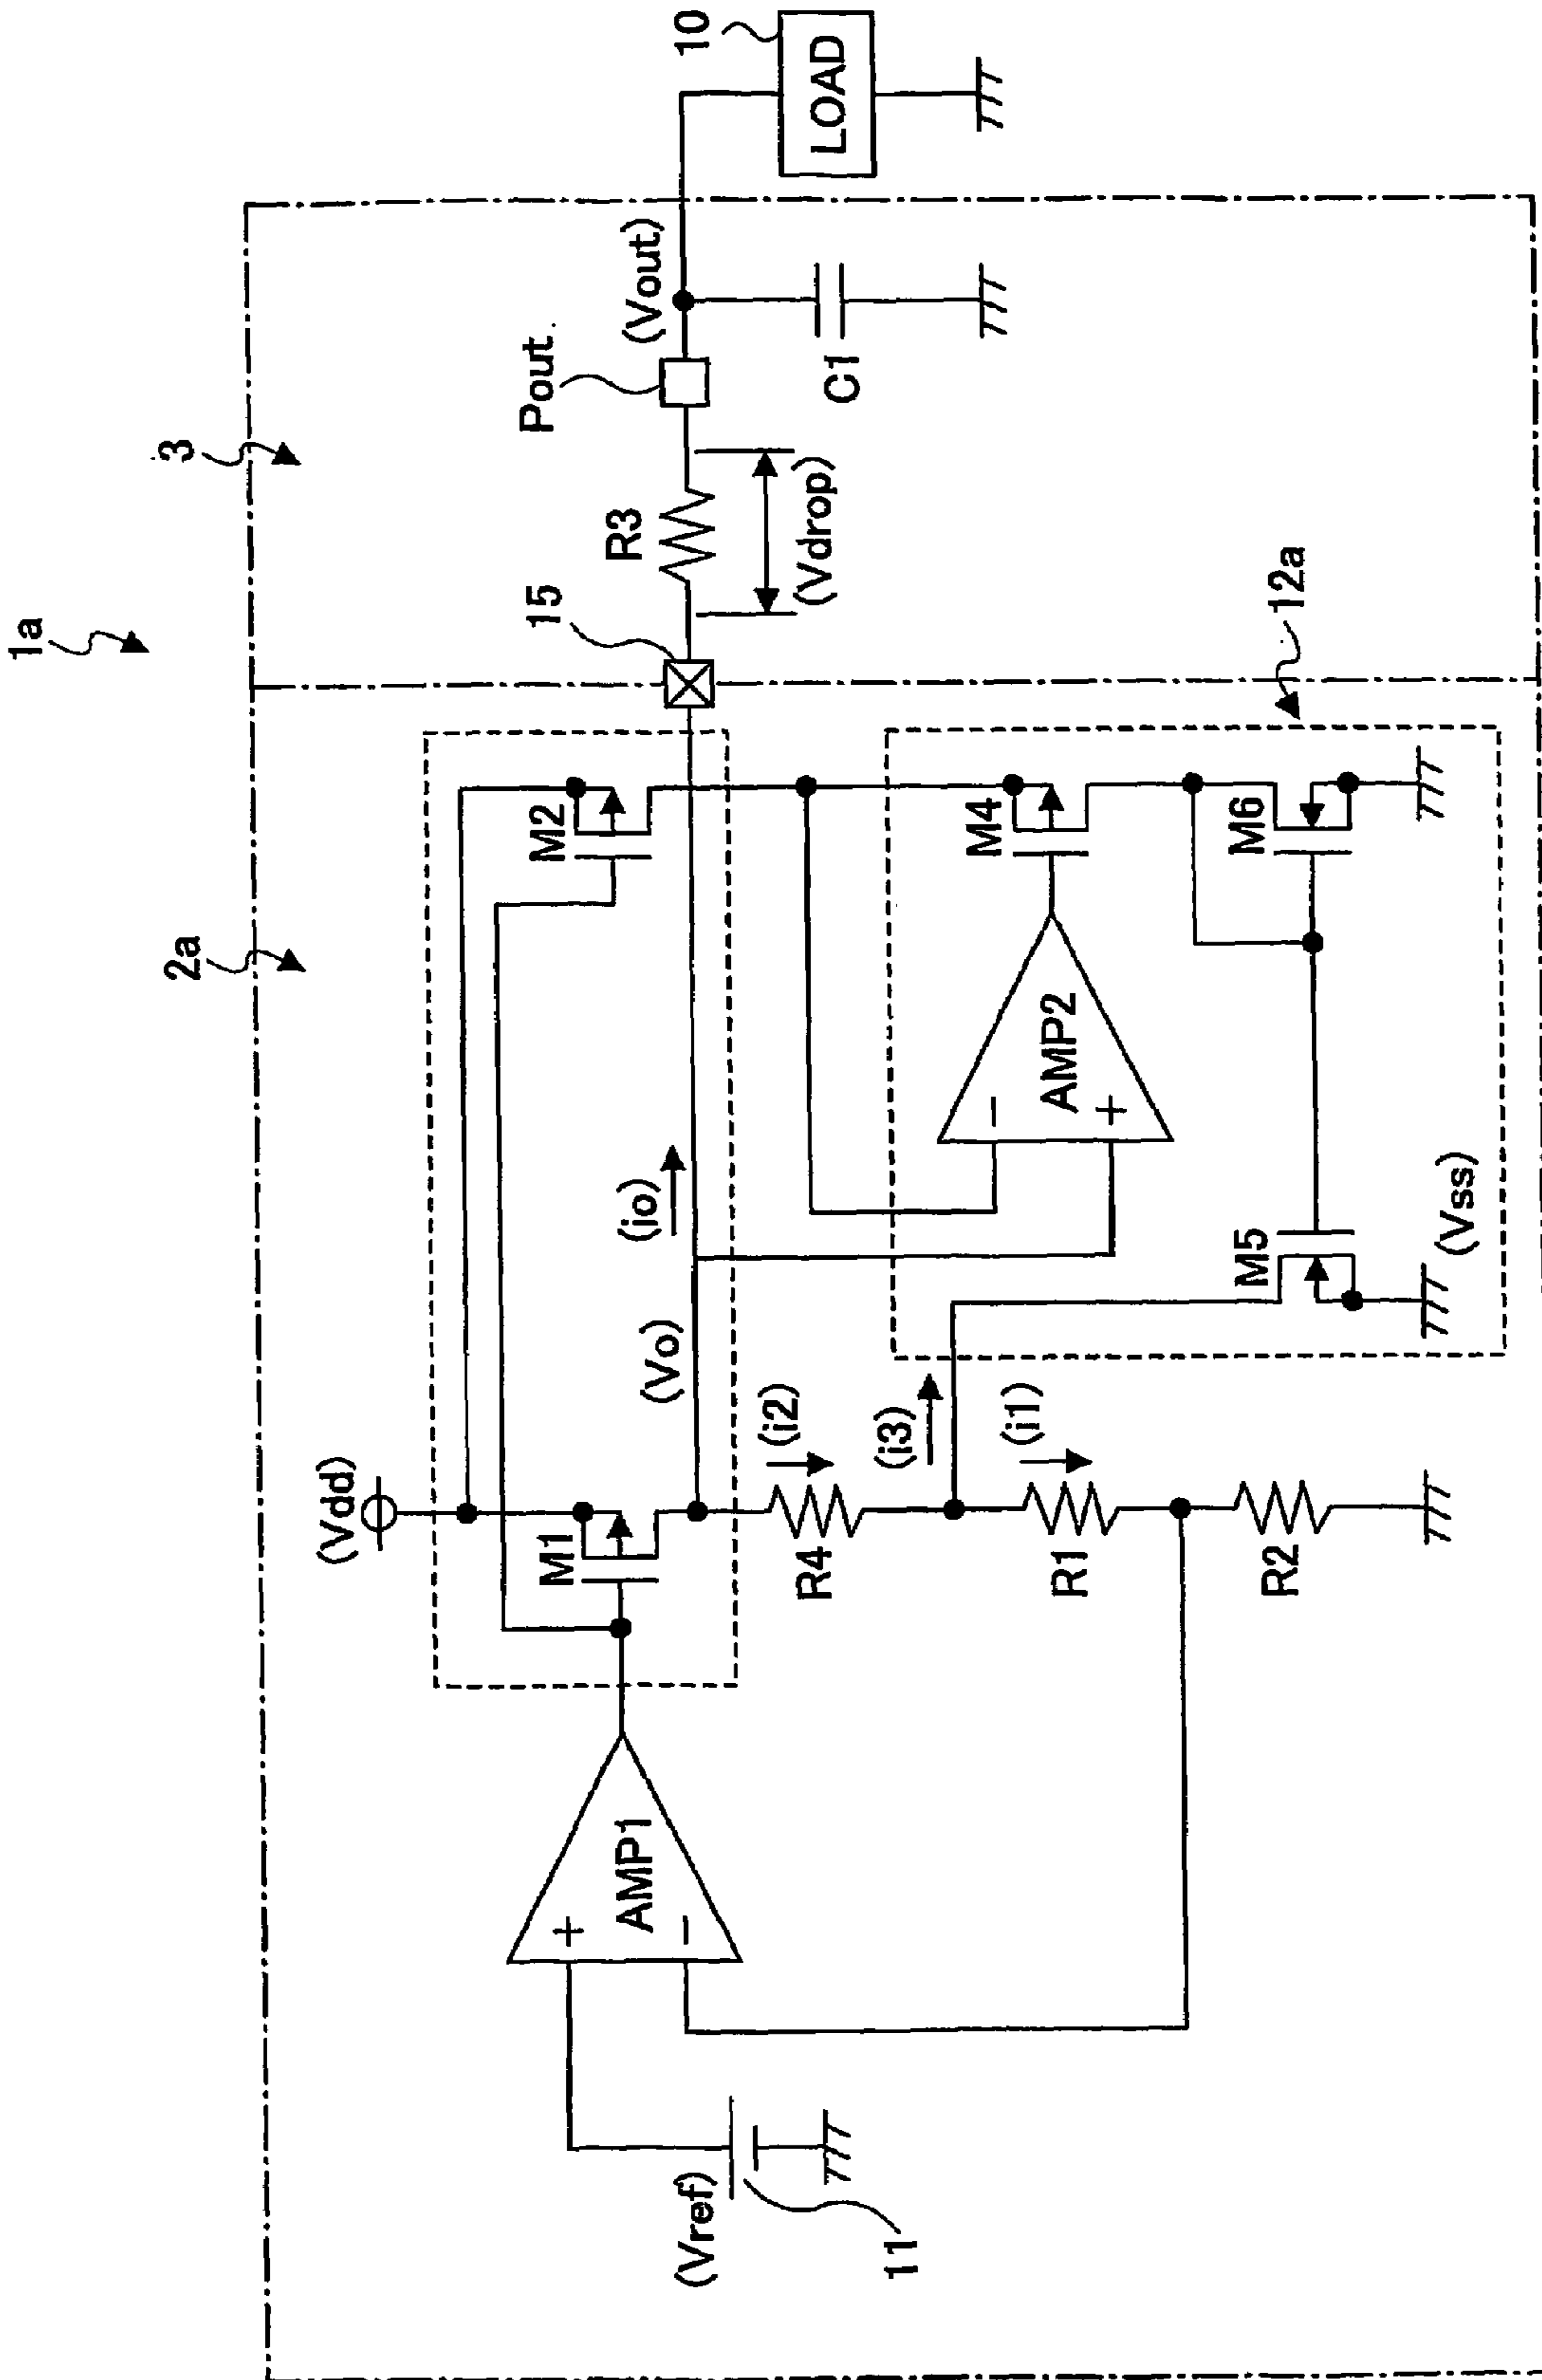 1a
2a
3
(Vdd)
M1
M2
15
R3
Pout
(Vout)
10
LOAD
(Vdrop)
C1
(io)
(Vo)
AMP1
+
−
(Vref)
11
R4
(i2)
(i3)
(i1)
R1
R2
12a
M4
AMP2
−
+
M6
M5
(Vss)